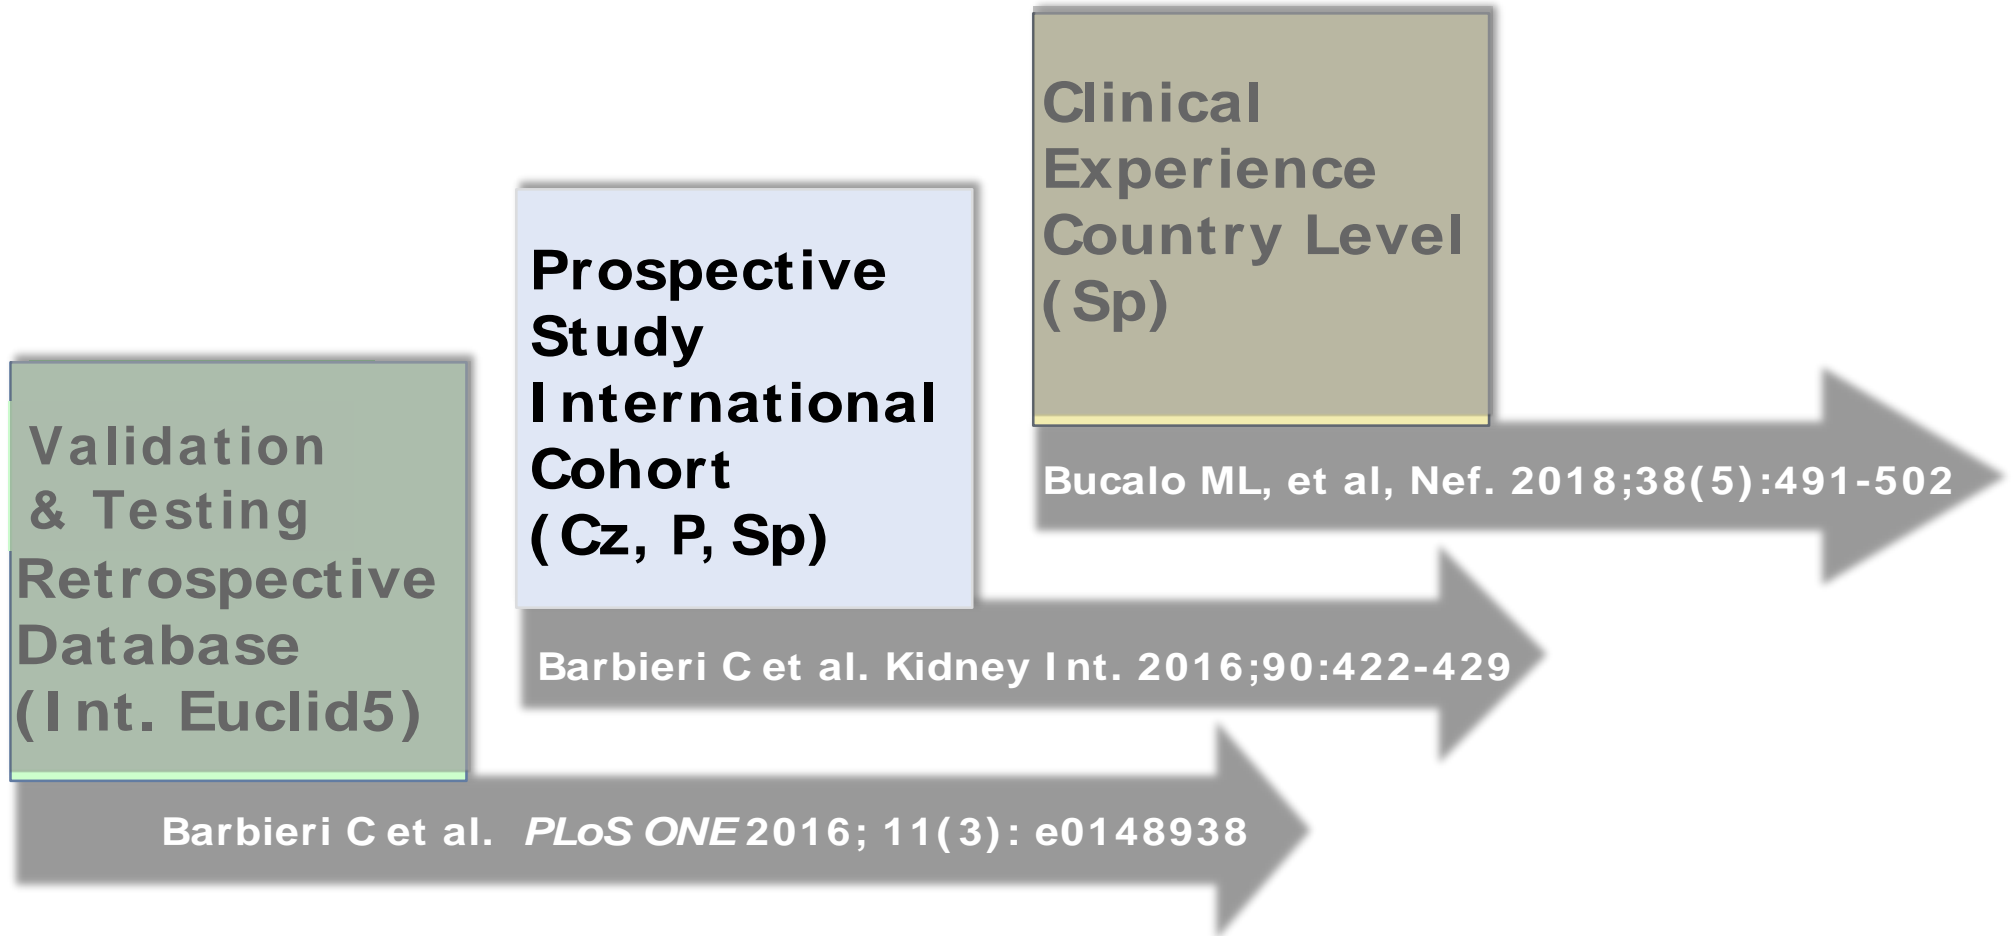 Validation
& Testing
Retrospective
Database
(Int. Euclid5)
Barbieri C et al. PLoS ONE 2016; 11(3): e0148938
Prospective
Study
International
Cohort
(Cz, P, Sp)
Barbieri C et al. Kidney Int. 2016;90:422-429
Clinical
Experience
Country Level
(Sp)
Bucalo ML, et al, Nef. 2018;38(5):491-502